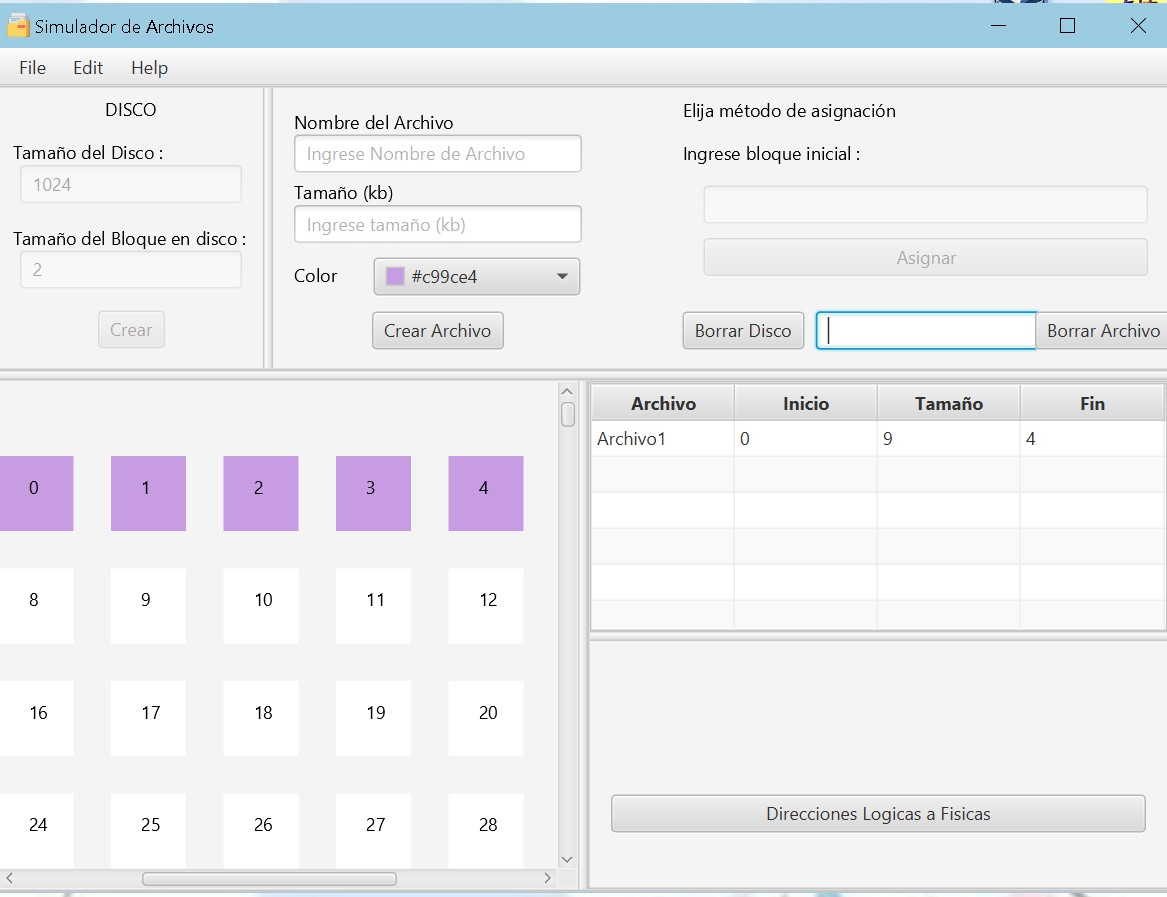 Simulador de Archivos
File Edit Help
DISCO
Tamaño del Disco :
1024
Tamaño del Bloque en disco :
2
Crear
Nombre del Archivo
Ingrese Nombre de Archivo
Tamaño (kb)
Ingrese tamaño (kb)
Color #c99ce4
Crear Archivo
Elija método de asignación
Ingrese bloque inicial :
Asignar
Borrar Disco Borrar Archivo
0 1 2 3 4
8 9 10 11 12
16 17 18 19 20
24 25 26 27 28
Archivo Inicio Tamaño Fin
Archivo1 0 9 4
Direcciones Logicas a Fisicas